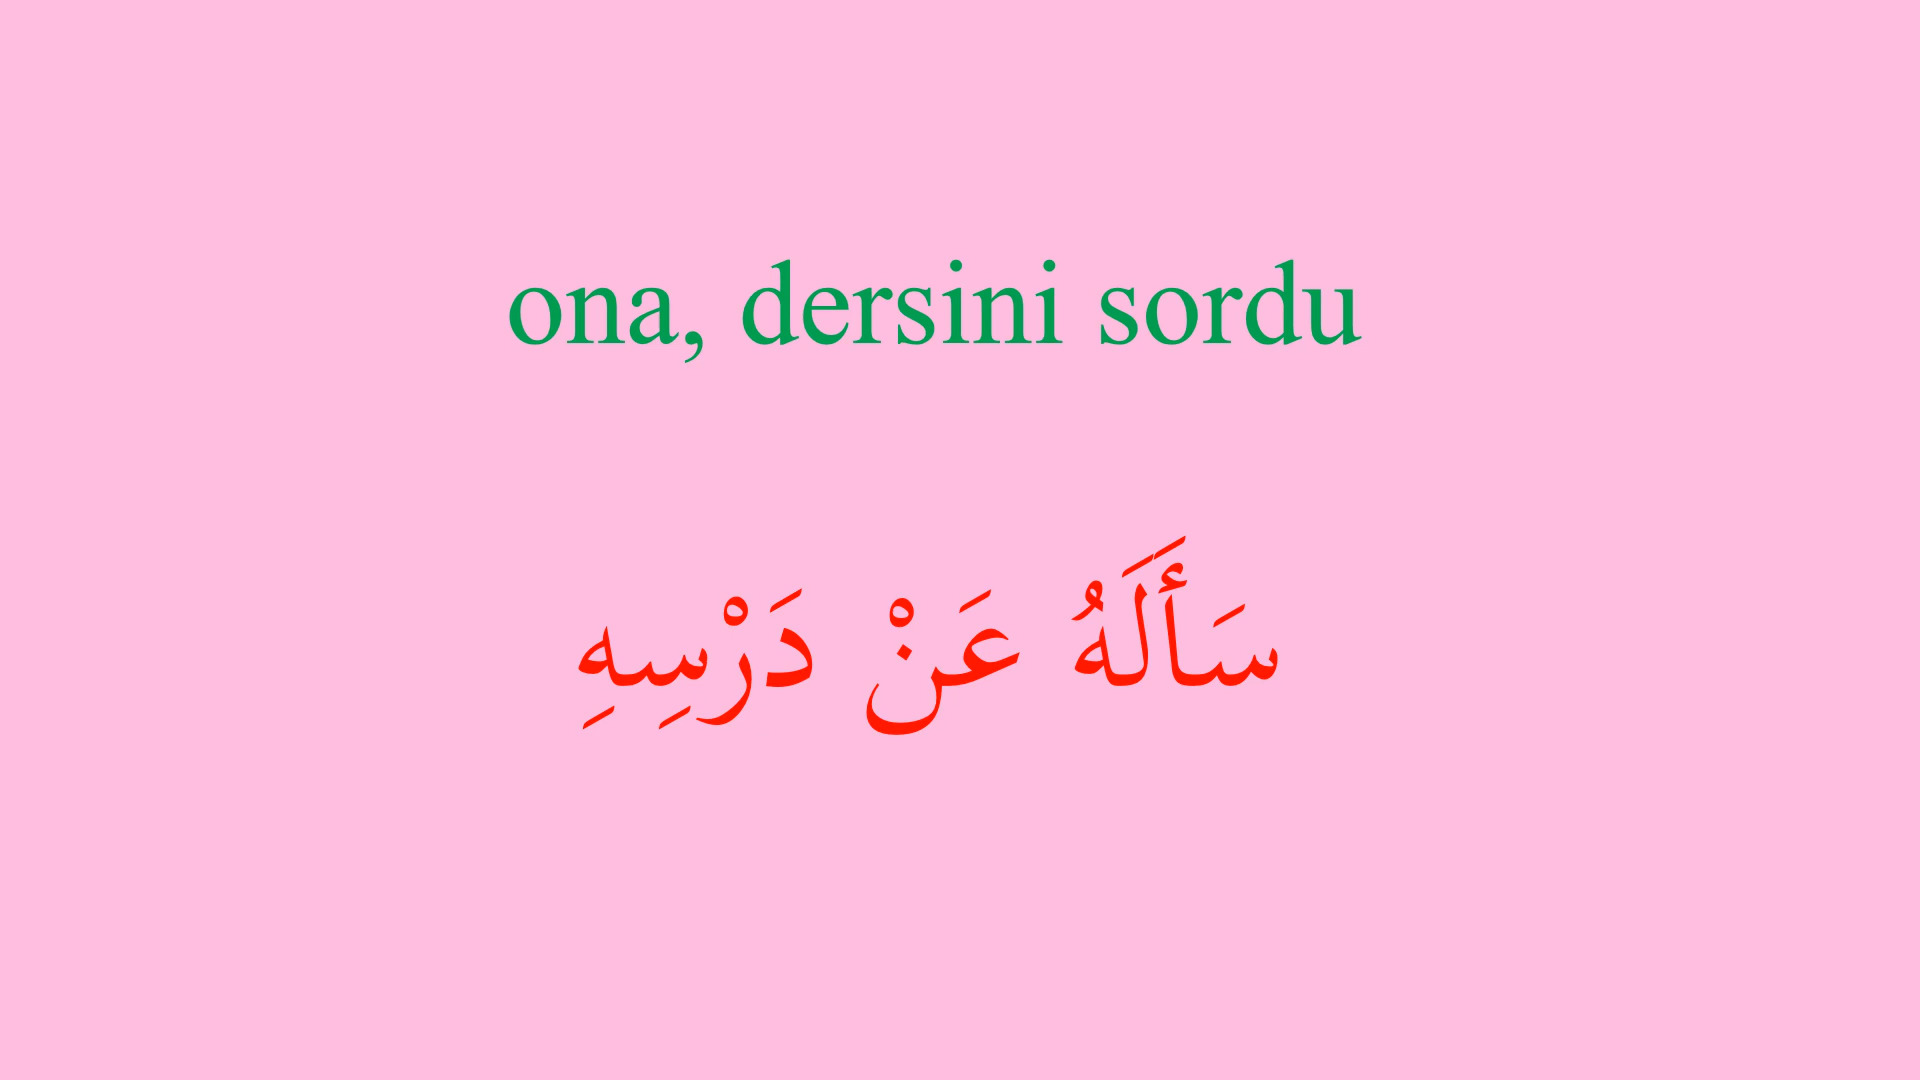 ona, dersini sordu
سَأَلَهُ عَنْ دَرْسِهِ